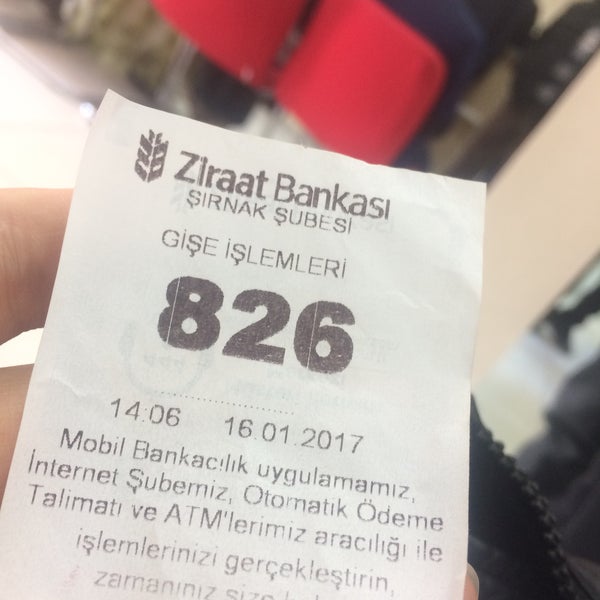 Ziraat Bankası
ŞIRNAK ŞUBESİ
GİŞE İŞLEMLERİ
826
14:06 16.01.2017
Mobil Bankacılık uygulamamız,
İnternet Şubemiz, Otomatik Ödeme
Talimatı ve ATM'lerimiz aracılığı ile
işlemlerinizi gerçekleştirin,
zamanınız size